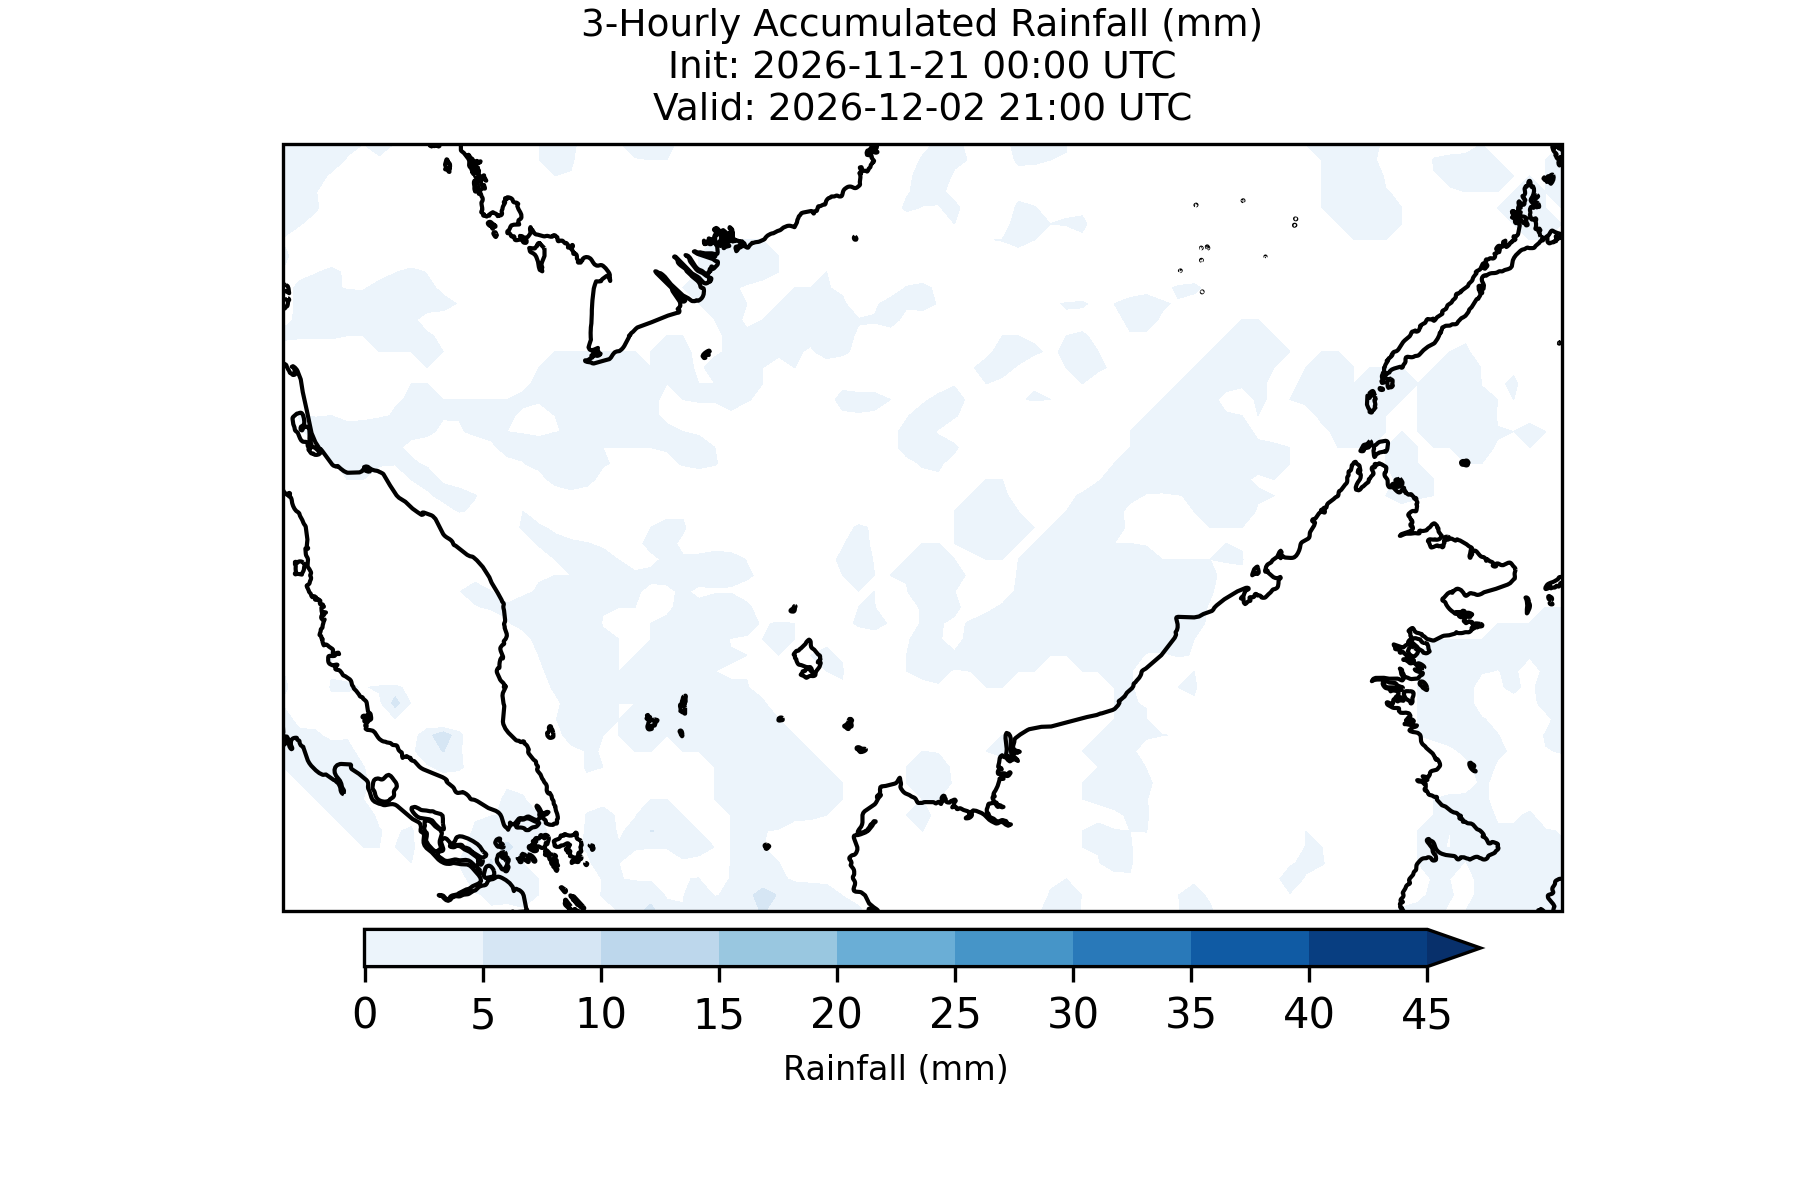 3-Hourly Accumulated Rainfall (mm)
Init: 2026-11-21 00:00 UTC
Valid: 2026-12-02 21:00 UTC
0 5 10 15 20 25 30 35 40 45
Rainfall (mm)